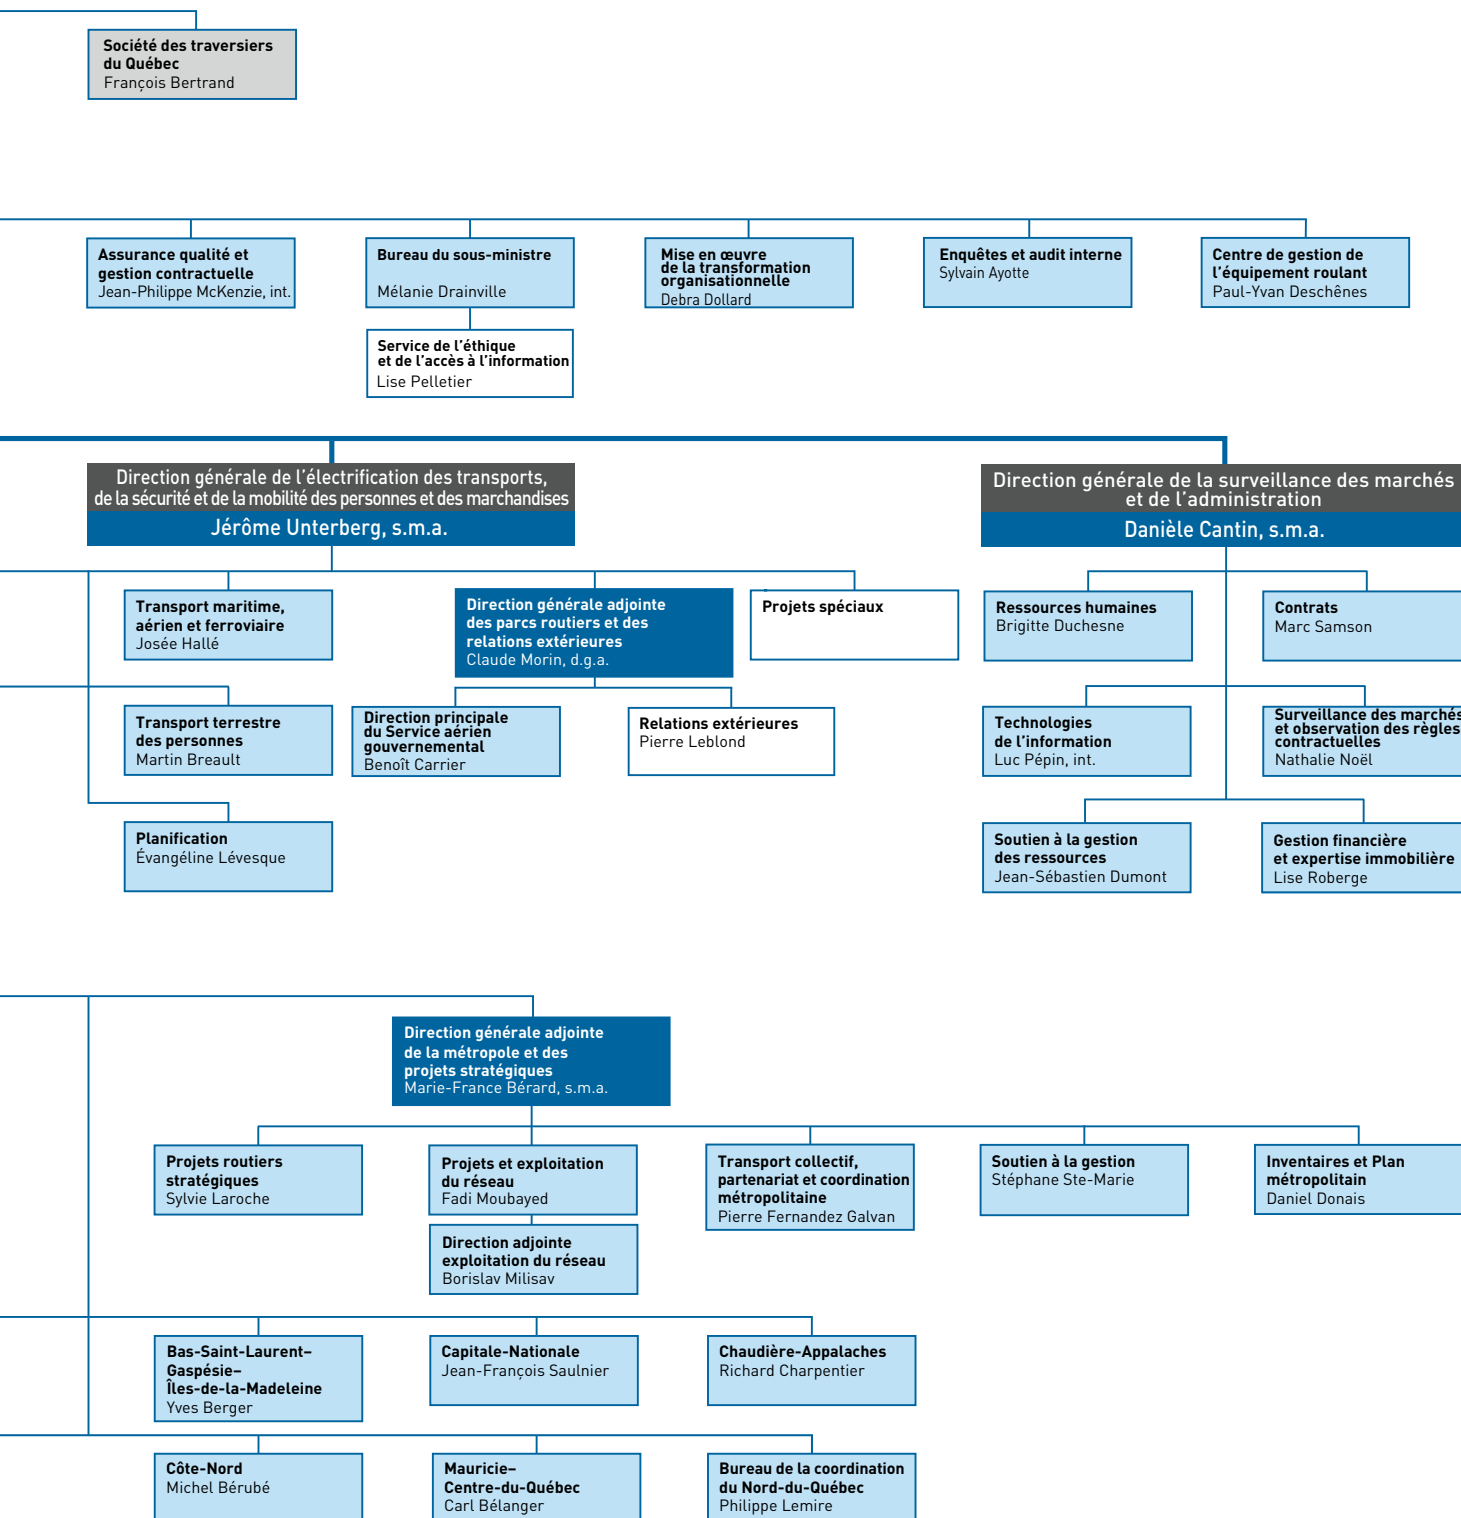 Société des traversiers
du Québec
François Bertrand
Assurance qualité et
gestion contractuelle
Jean-Philippe McKenzie, int.
Bureau du sous-ministre
Mélanie Drainville
Mise en œuvre
de la transformation
organisationnelle
Debra Dollard
Enquêtes et audit interne
Sylvain Ayotte
Centre de gestion de
l'équipement roulant
Paul-Yvan Deschênes
Service de l'éthique
et de l'accès à l'information
Lise Pelletier
Direction générale de l'électrification des transports,
de la sécurité et de la mobilité des personnes et des marchandises
Jérôme Unterberg, s.m.a.
Direction générale de la surveillance des marchés
et de l'administration
Danièle Cantin, s.m.a.
Transport maritime,
aérien et ferroviaire
Josée Hallé
Direction générale adjointe
des parcs routiers et des
relations extérieures
Claude Morin, d.g.a.
Projets spéciaux
Ressources humaines
Brigitte Duchesne
Contrats
Marc Samson
Transport terrestre
des personnes
Martin Breault
Direction principale
du Service aérien
gouvernemental
Benoît Carrier
Relations extérieures
Pierre Leblond
Technologies
de l'information
Luc Pépin, int.
Surveillance des marchés
et observation des règles
contractuelles
Nathalie Noël
Planification
Évangéline Lévesque
Soutien à la gestion
des ressources
Jean-Sébastien Dumont
Gestion financière
et expertise immobilière
Lise Roberge
Direction générale adjointe
de la métropole et des
projets stratégiques
Marie-France Bérard, s.m.a.
Projets routiers
stratégiques
Sylvie Laroche
Projets et exploitation
du réseau
Fadi Moubayed
Transport collectif,
partenariat et coordination
métropolitaine
Pierre Fernandez Galvan
Soutien à la gestion
Stéphane Ste-Marie
Inventaires et Plan
métropolitain
Daniel Donais
Direction adjointe
exploitation du réseau
Borislav Milisav
Bas-Saint-Laurent–
Gaspésie–
Îles-de-la-Madeleine
Yves Berger
Capitale-Nationale
Jean-François Saulnier
Chaudière-Appalaches
Richard Charpentier
Côte-Nord
Michel Bérubé
Mauricie–
Centre-du-Québec
Carl Bélanger
Bureau de la coordination
du Nord-du-Québec
Philippe Lemire